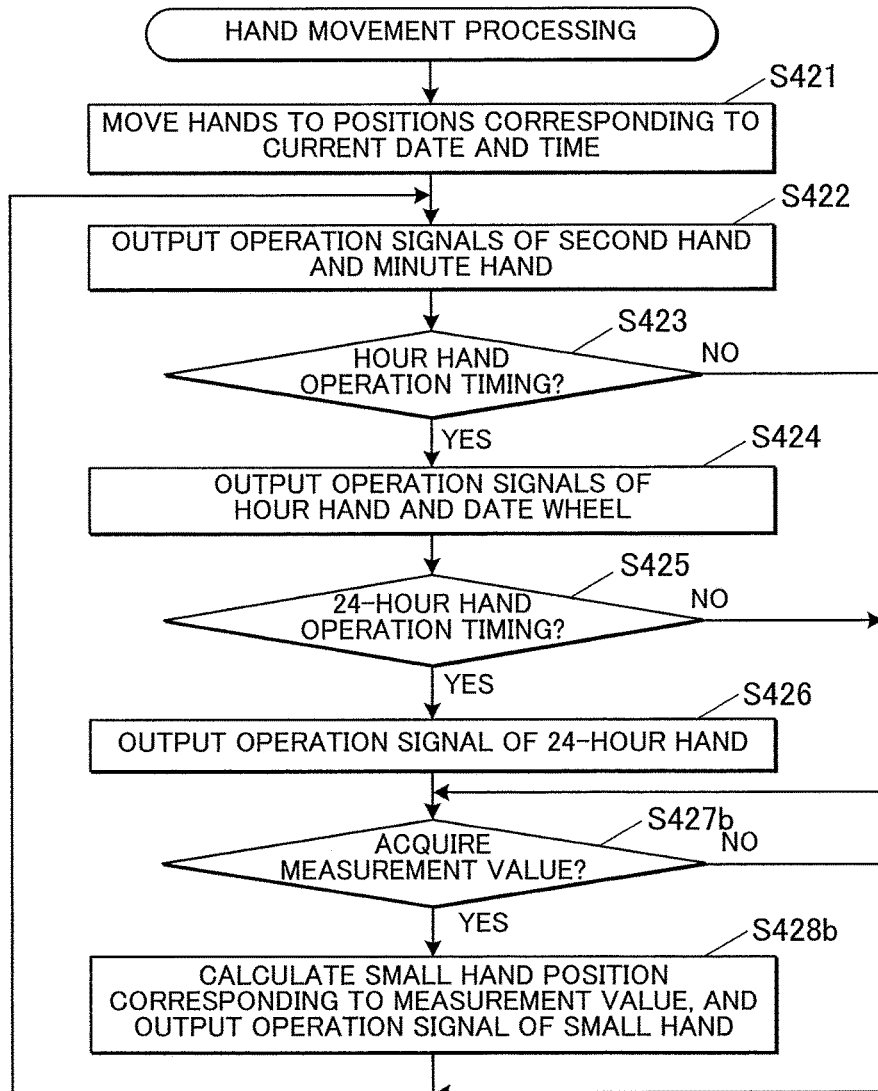 HAND MOVEMENT PROCESSING
S421
MOVE HANDS TO POSITIONS CORRESPONDING TO
CURRENT DATE AND TIME
S422
OUTPUT OPERATION SIGNALS OF SECOND HAND
AND MINUTE HAND
S423
HOUR HAND
OPERATION TIMING?
NO
YES
S424
OUTPUT OPERATION SIGNALS OF
HOUR HAND AND DATE WHEEL
S425
24-HOUR HAND
OPERATION TIMING?
NO
YES
S426
OUTPUT OPERATION SIGNAL OF 24-HOUR HAND
S427b
ACQUIRE
MEASUREMENT VALUE?
NO
YES
S428b
CALCULATE SMALL HAND POSITION
CORRESPONDING TO MEASUREMENT VALUE, AND
OUTPUT OPERATION SIGNAL OF SMALL HAND